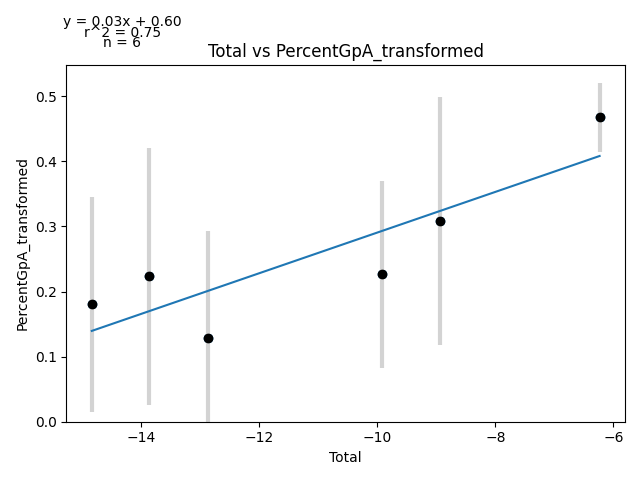 y = 0.03x + 0.60
r^2 = 0.75
n = 6
Total vs PercentGpA_transformed
PercentGpA_transformed
0.5
0.4
0.3
0.2
0.1
0.0
−14
−12
−10
−8
−6
Total